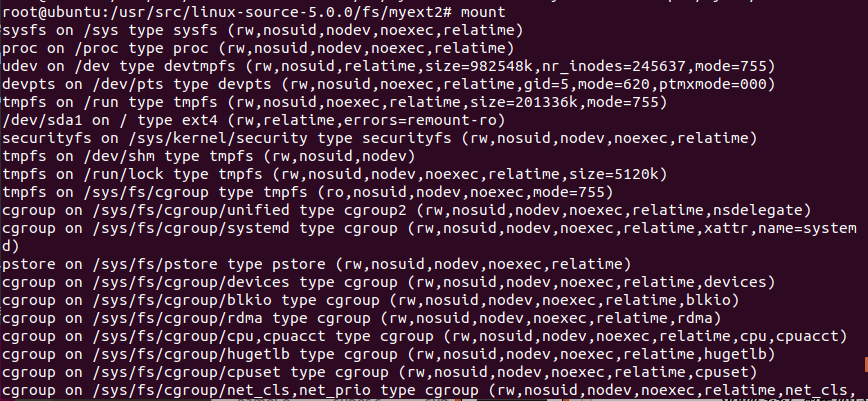 root@ubuntu:/usr/src/linux-source-5.0.0/fs/myext2# mount
sysfs on /sys type sysfs (rw,nosuid,nodev,noexec,relatime)
proc on /proc type proc (rw,nosuid,nodev,noexec,relatime)
udev on /dev type devtmpfs (rw,nosuid,relatime,size=982548k,nr_inodes=245637,mode=755)
devpts on /dev/pts type devpts (rw,nosuid,noexec,relatime,gid=5,mode=620,ptmxmode=000)
tmpfs on /run type tmpfs (rw,nosuid,noexec,relatime,size=201336k,mode=755)
/dev/sda1 on / type ext4 (rw,relatime,errors=remount-ro)
securityfs on /sys/kernel/security type securityfs (rw,nosuid,nodev,noexec,relatime)
tmpfs on /dev/shm type tmpfs (rw,nosuid,nodev)
tmpfs on /run/lock type tmpfs (rw,nosuid,nodev,noexec,relatime,size=5120k)
tmpfs on /sys/fs/cgroup type tmpfs (ro,nosuid,nodev,noexec,mode=755)
cgroup on /sys/fs/cgroup/unified type cgroup2 (rw,nosuid,nodev,noexec,relatime,nsdelegate)
cgroup on /sys/fs/cgroup/systemd type cgroup (rw,nosuid,nodev,noexec,relatime,xattr,name=system
d)
pstore on /sys/fs/pstore type pstore (rw,nosuid,nodev,noexec,relatime)
cgroup on /sys/fs/cgroup/devices type cgroup (rw,nosuid,nodev,noexec,relatime,devices)
cgroup on /sys/fs/cgroup/blkio type cgroup (rw,nosuid,nodev,noexec,relatime,blkio)
cgroup on /sys/fs/cgroup/rdma type cgroup (rw,nosuid,nodev,noexec,relatime,rdma)
cgroup on /sys/fs/cgroup/cpu,cpuacct type cgroup (rw,nosuid,nodev,noexec,relatime,cpu,cpuacct)
cgroup on /sys/fs/cgroup/hugetlb type cgroup (rw,nosuid,nodev,noexec,relatime,hugetlb)
cgroup on /sys/fs/cgroup/cpuset type cgroup (rw,nosuid,nodev,noexec,relatime,cpuset)
cgroup on /sys/fs/cgroup/net_cls,net_prio type cgroup (rw,nosuid,nodev,noexec,relatime,net_cls,